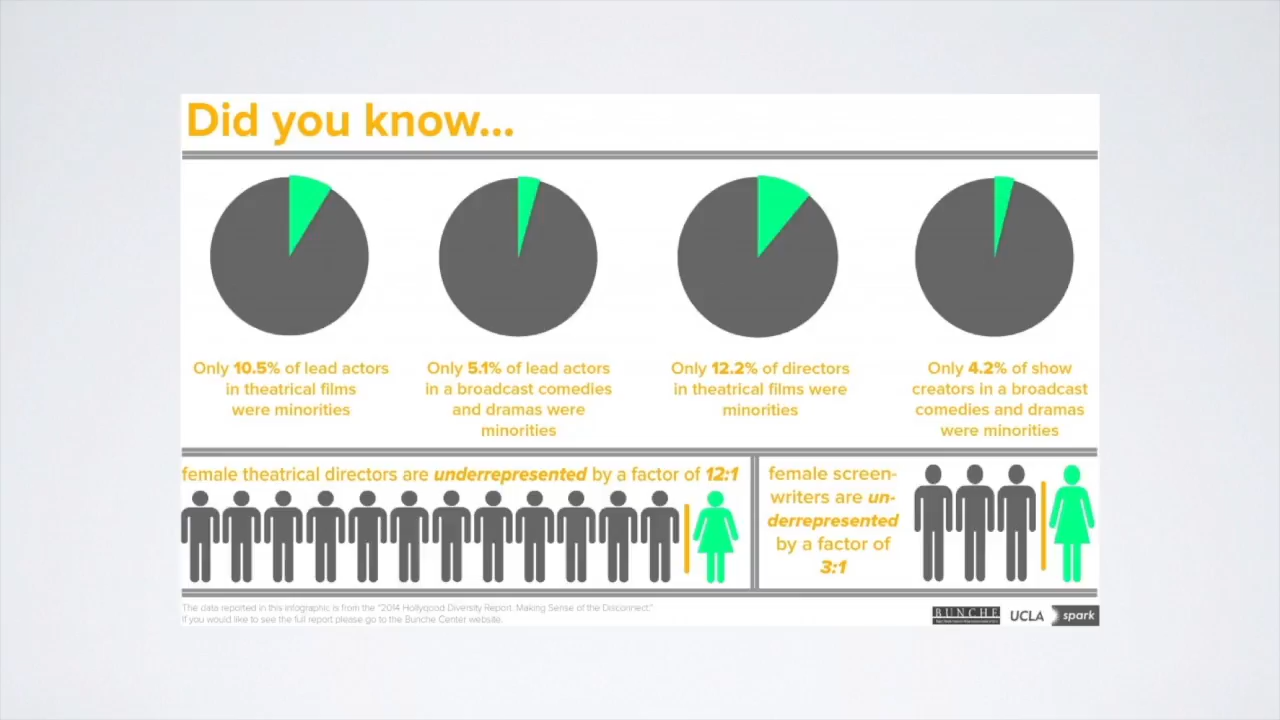 Did you know...
Only 10.5% of lead actors
in theatrical films
were minorities
Only 5.1% of lead actors
in a broadcast comedies
and dramas were
minorities
Only 12.2% of directors
in theatrical films were
minorities
Only 4.2% of show
creators in a broadcast
comedies and dramas
were minorities
female theatrical directors are underrepresented by a factor of 12:1
female screen-
writers are un-
derrepresented
by a factor of
3:1
The data reported in this infographic is from the "2014 Hollyqood Diversity Report: Making Sense of the Disconnect."
If you would like to see the full report please go to the Bunche Center website.
BUNCHE
UCLA
spark